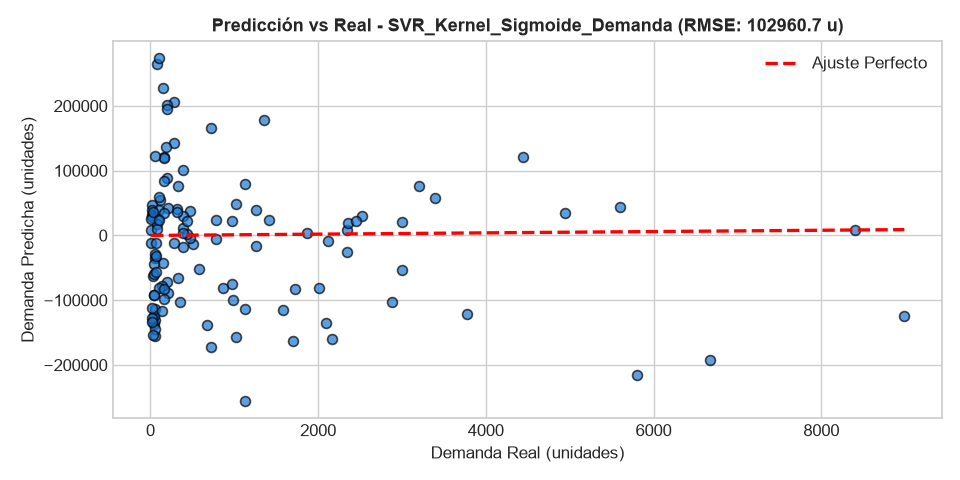 Predicción vs Real - SVR_Kernel_Sigmoide_Demanda (RMSE: 102960.7 u)
Ajuste Perfecto
Demanda Predicha (unidades)
200000
100000
0
−100000
−200000
0 2000 4000 6000 8000
Demanda Real (unidades)